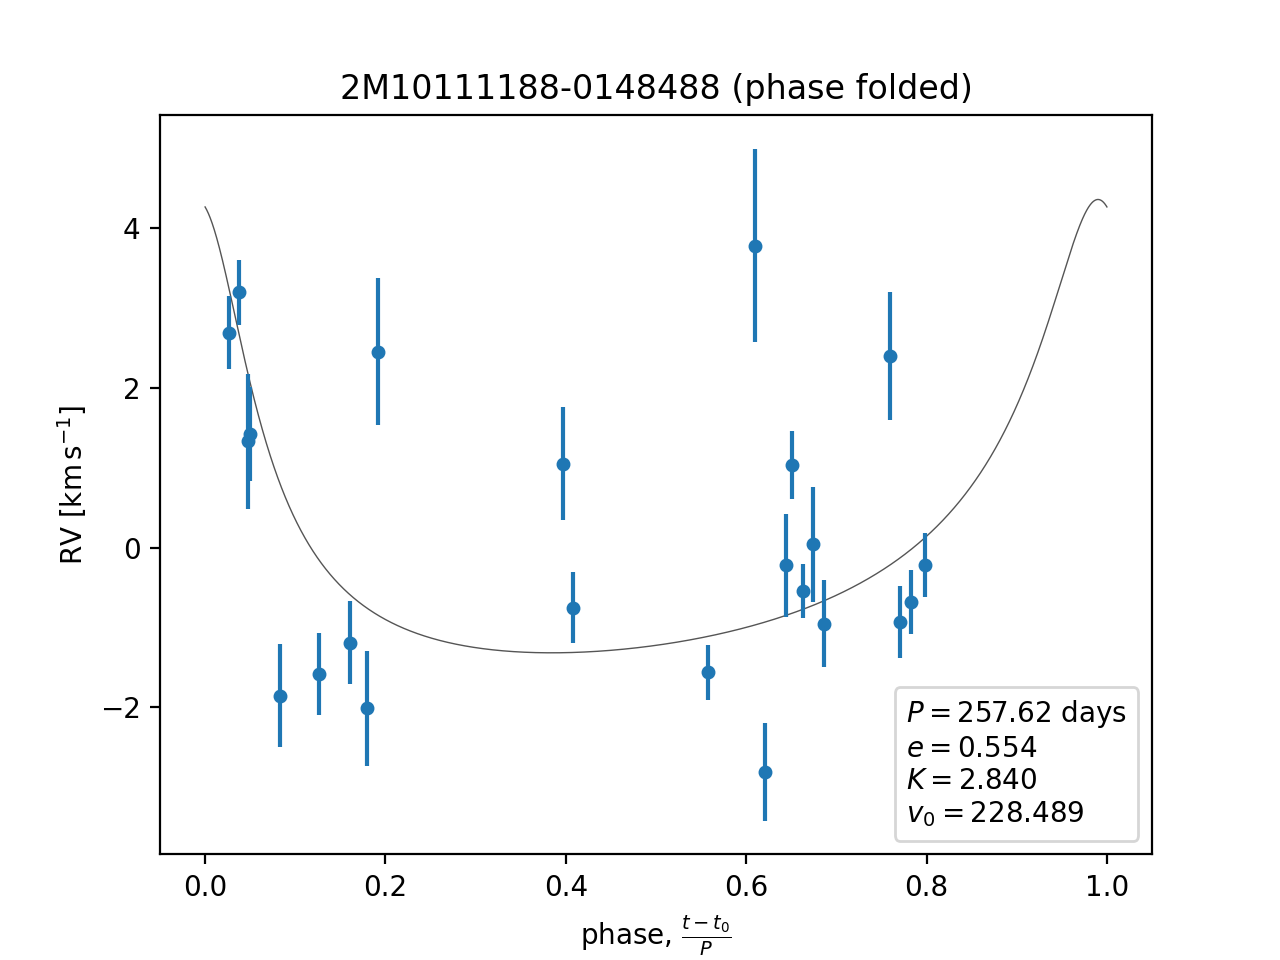 2M10111188-0148488 (phase folded)
4
2
0
−2
RV [km s⁻¹]
0.0 0.2 0.4 0.6 0.8 1.0
phase, (t − t₀)/P
P = 257.62 days
e = 0.554
K = 2.840
v₀ = 228.489